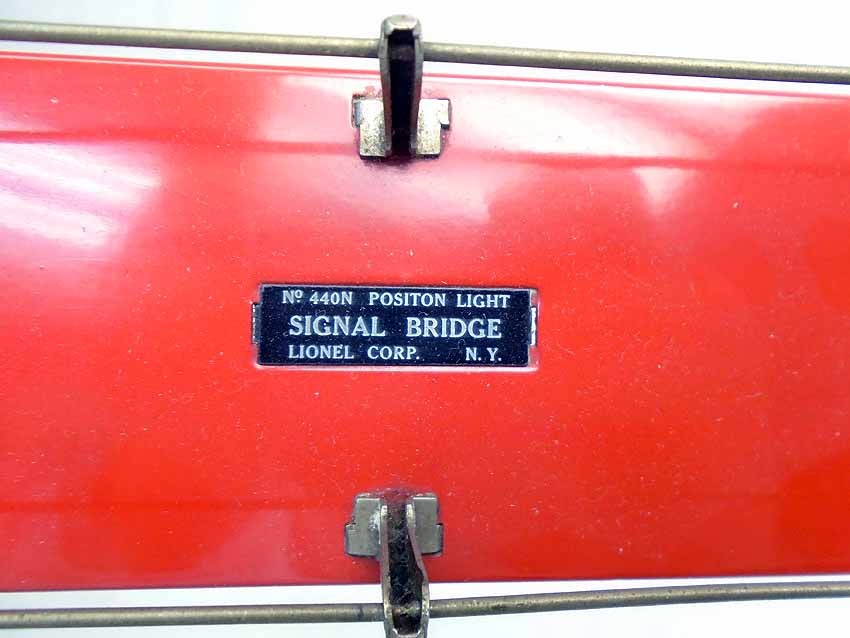 Nº 440N POSITON LIGHT
SIGNAL BRIDGE
LIONEL CORP. N.Y.